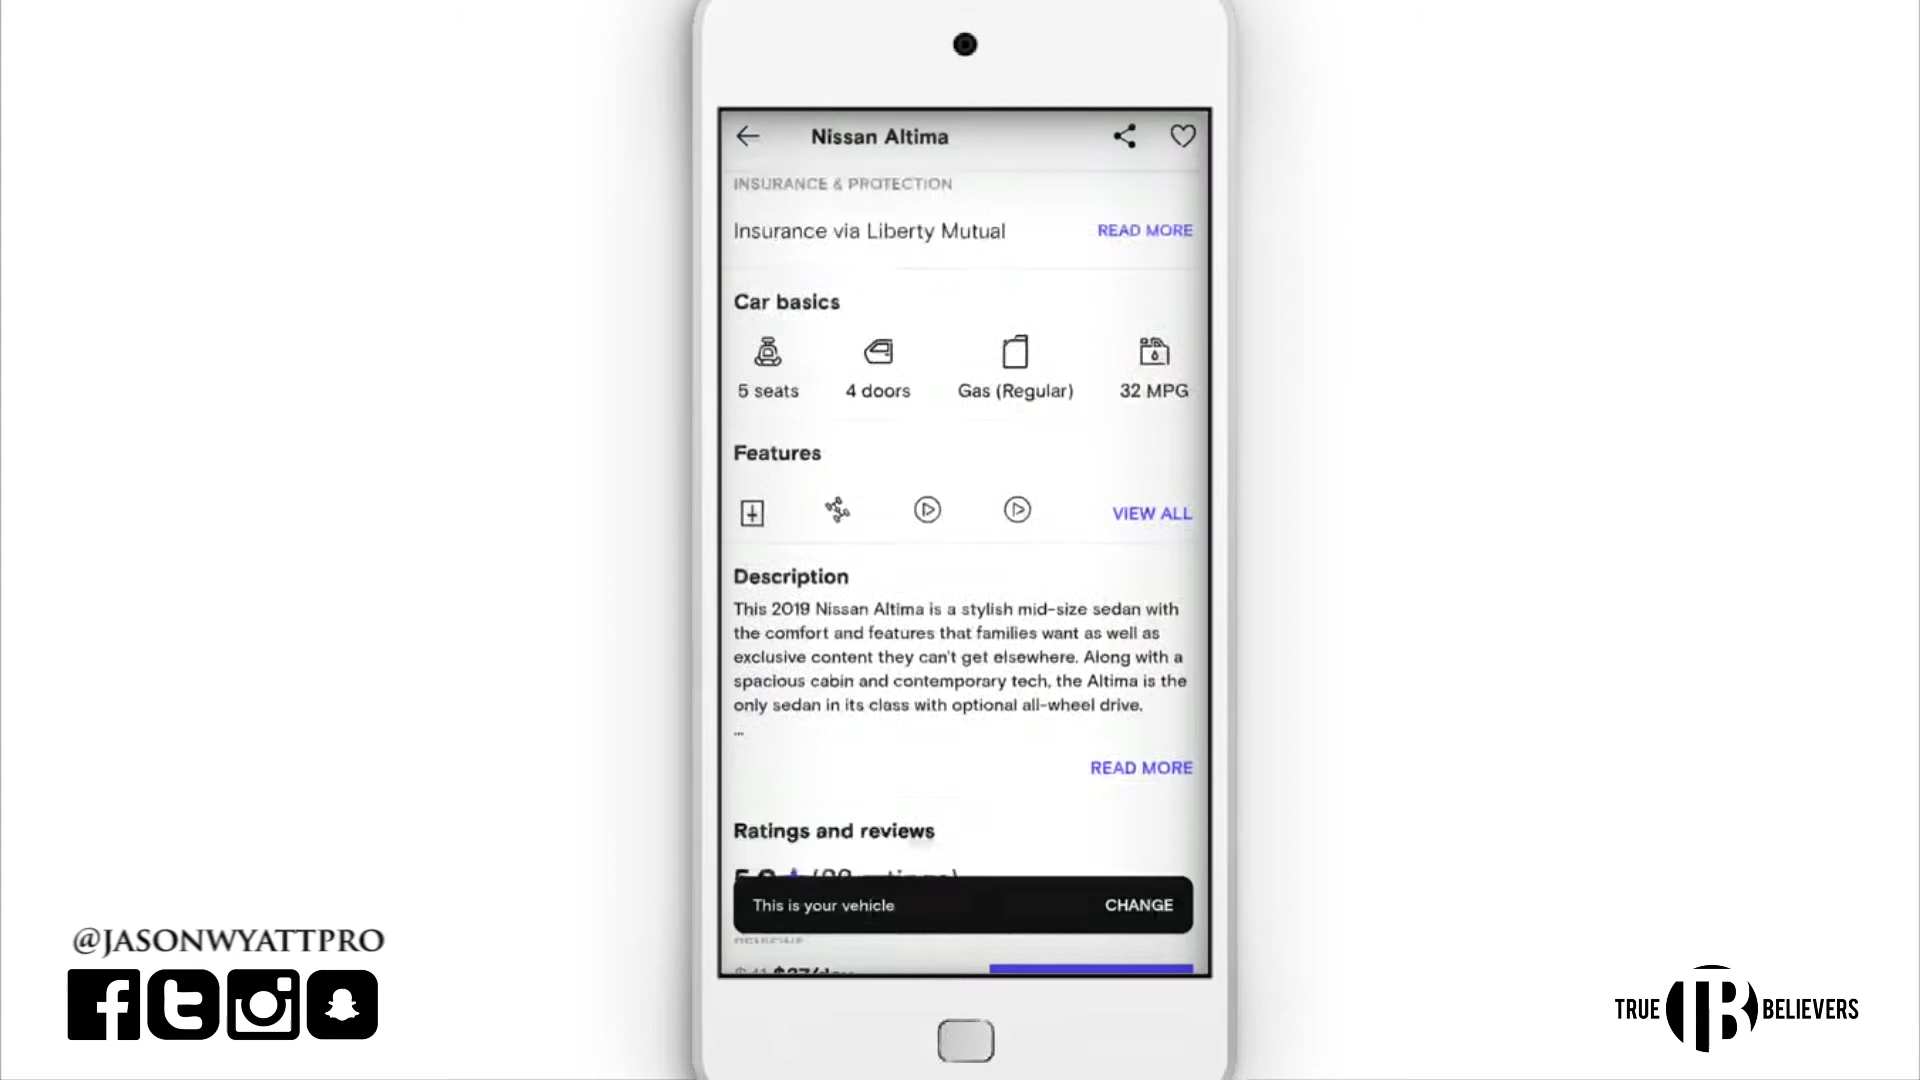 Nissan Altima
INSURANCE & PROTECTION
Insurance via Liberty Mutual READ MORE
Car basics
5 seats 4 doors Gas (Regular) 32 MPG
Features
VIEW ALL
Description
This 2019 Nissan Altima is a stylish mid-size sedan with
the comfort and features that families want as well as
exclusive content they can't get elsewhere. Along with a
spacious cabin and contemporary tech, the Altima is the
only sedan in its class with optional all-wheel drive.
...
READ MORE
Ratings and reviews
This is your vehicle CHANGE
@JASONWYATTPRO
TRUE TB BELIEVERS